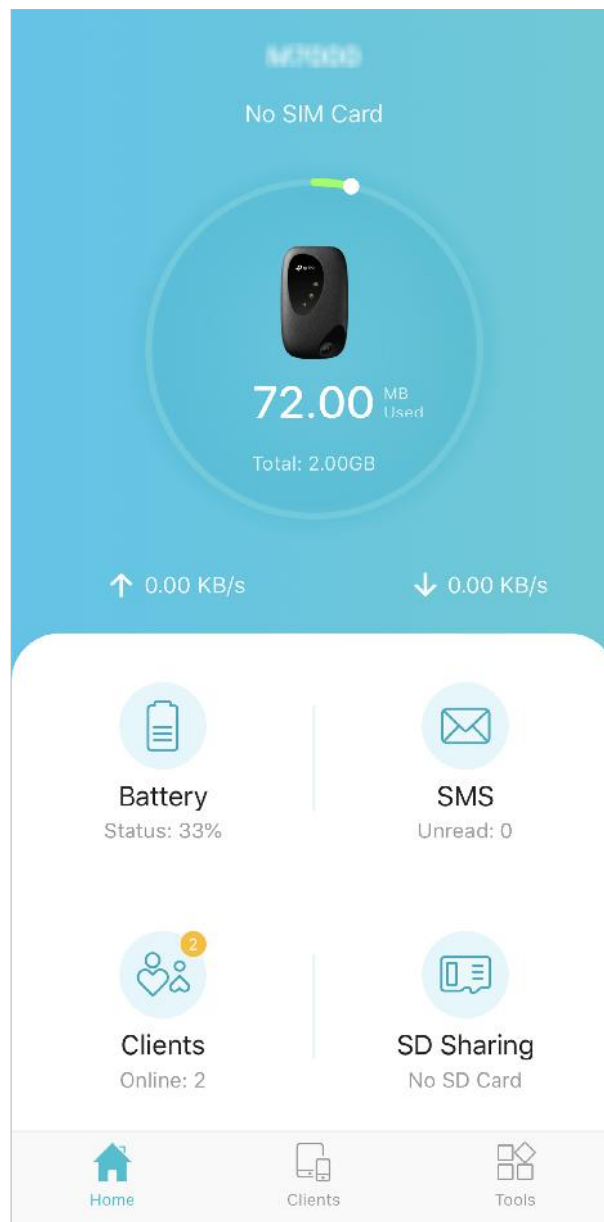 No SIM Card
72.00 MB Used
Total: 2.00GB
↑ 0.00 KB/s
↓ 0.00 KB/s
Battery
Status: 33%
SMS
Unread: 0
2
Clients
Online: 2
SD Sharing
No SD Card
Home
Clients
Tools